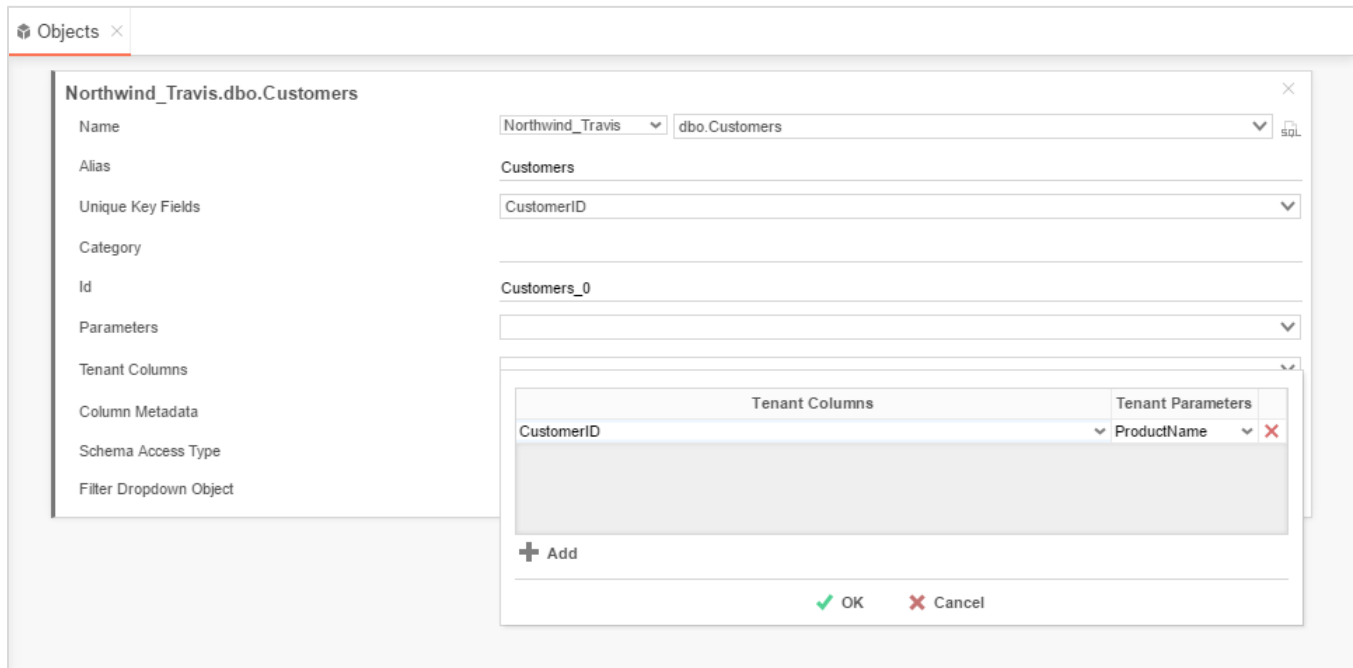 Objects
Northwind_Travis.dbo.Customers
Name Northwind_Travis dbo.Customers SQL
Alias Customers
Unique Key Fields CustomerID
Category
Id Customers_0
Parameters
Tenant Columns
Column Metadata
Schema Access Type
Filter Dropdown Object
Tenant Columns Tenant Parameters
CustomerID ProductName
Add
OK Cancel